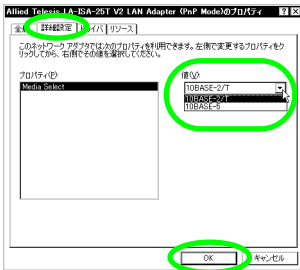 Allied Telesis LA-ISA-25T V2 LAN Adapter (PnP Mode)のプロパティ
詳細設定 ドライバ リソース
このネットワーク アダプタでは次のプロパティを利用できます。左側で変更するプロパティをク
リックしてから、右側でその値を選択してください。
プロパティ(P): 値(V):
Media Select
10BASE-2/T
10BASE-2/T
10BASE-5
OK キャンセル